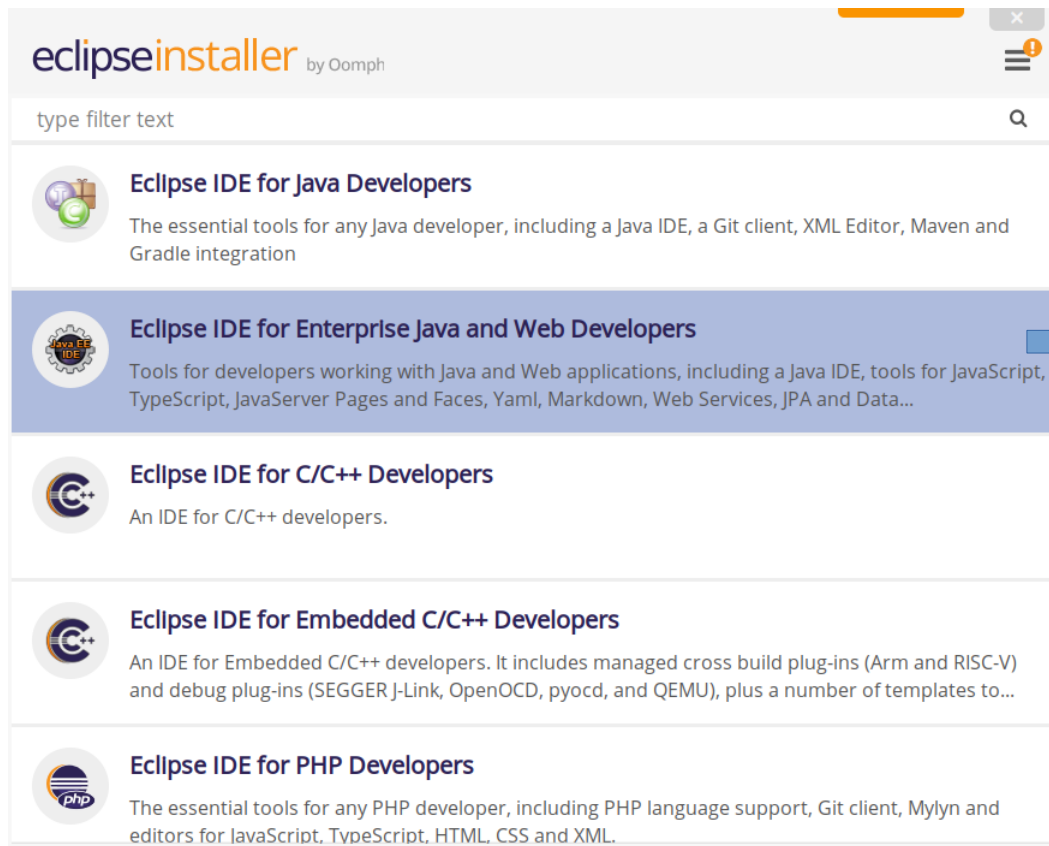 eclipseinstaller by Oomph
type filter text
Eclipse IDE for Java Developers
The essential tools for any Java developer, including a Java IDE, a Git client, XML Editor, Maven and
Gradle integration
Java EE
IDE
Eclipse IDE for Enterprise Java and Web Developers
Tools for developers working with Java and Web applications, including a Java IDE, tools for JavaScript,
TypeScript, JavaServer Pages and Faces, Yaml, Markdown, Web Services, JPA and Data...
C++
Eclipse IDE for C/C++ Developers
An IDE for C/C++ developers.
C++
Eclipse IDE for Embedded C/C++ Developers
An IDE for Embedded C/C++ developers. It includes managed cross build plug-ins (Arm and RISC-V)
and debug plug-ins (SEGGER J-Link, OpenOCD, pyocd, and QEMU), plus a number of templates to...
php
Eclipse IDE for PHP Developers
The essential tools for any PHP developer, including PHP language support, Git client, Mylyn and
editors for JavaScript, TypeScript, HTML, CSS and XML.